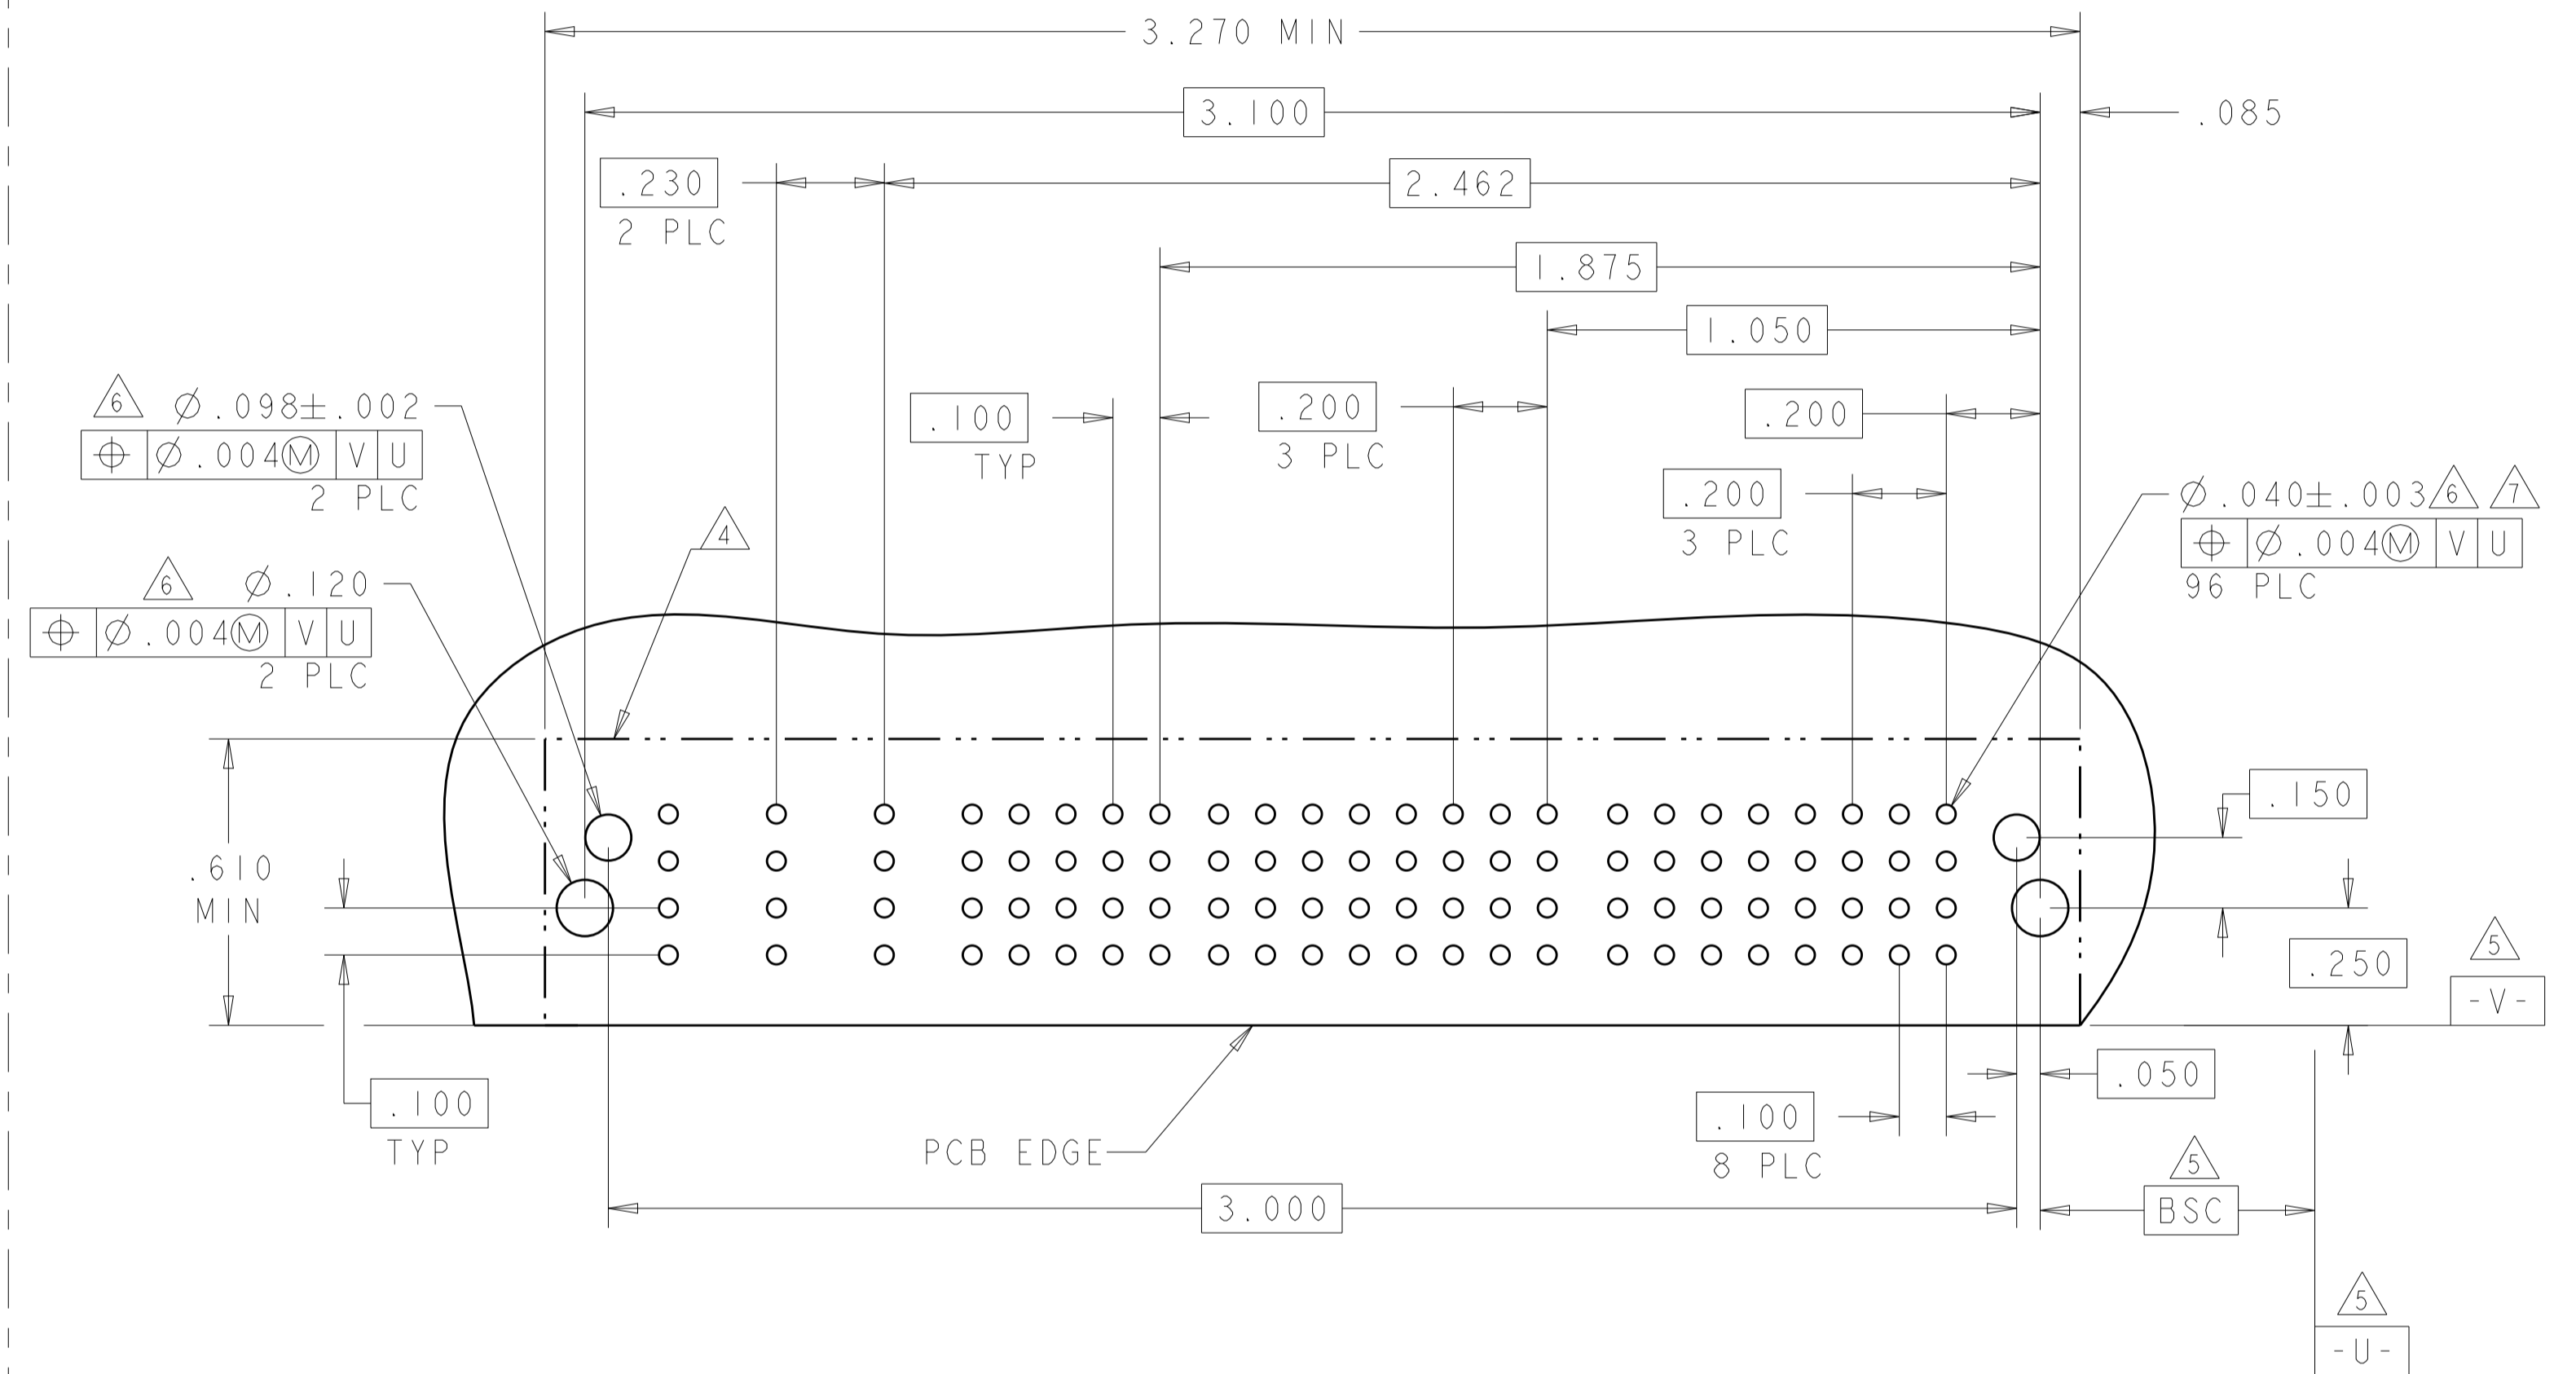 3.270 MIN
3.100
.085
.230
2 PLC
2.462
1.875
1.050
6 Ø.098±.002
⌖ Ø.004Ⓜ V U
2 PLC
.100
TYP
.200
3 PLC
.200
.200
3 PLC
Ø.040±.003 6 7
⌖ Ø.004Ⓜ V U
96 PLC
4
6 Ø.120
⌖ Ø.004Ⓜ V U
2 PLC
.150
.610
MIN
.250
5
-V-
.050
.100
TYP
.100
8 PLC
PCB EDGE
3.000
5
BSC
5
-U-